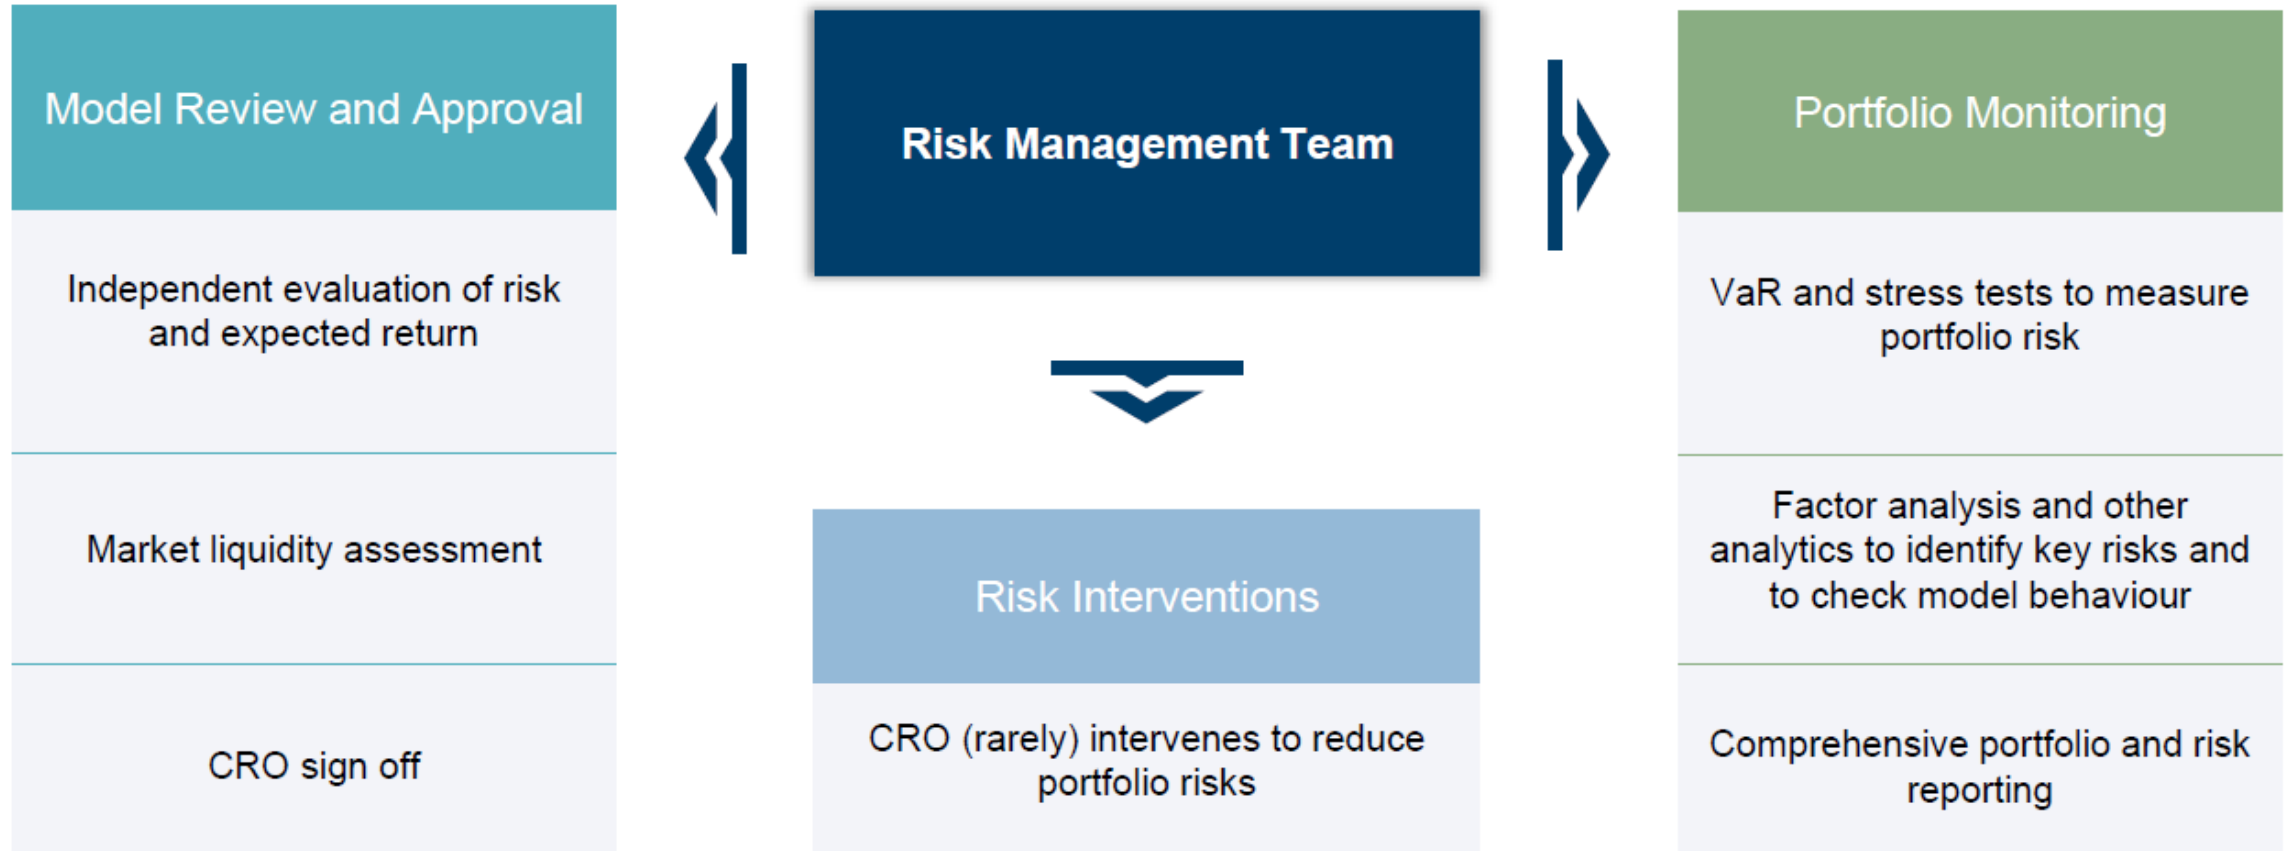 Model Review and Approval
Independent evaluation of risk
and expected return
Market liquidity assessment
CRO sign off
Risk Management Team
Risk Interventions
CRO (rarely) intervenes to reduce
portfolio risks
Portfolio Monitoring
VaR and stress tests to measure
portfolio risk
Factor analysis and other
analytics to identify key risks and
to check model behaviour
Comprehensive portfolio and risk
reporting